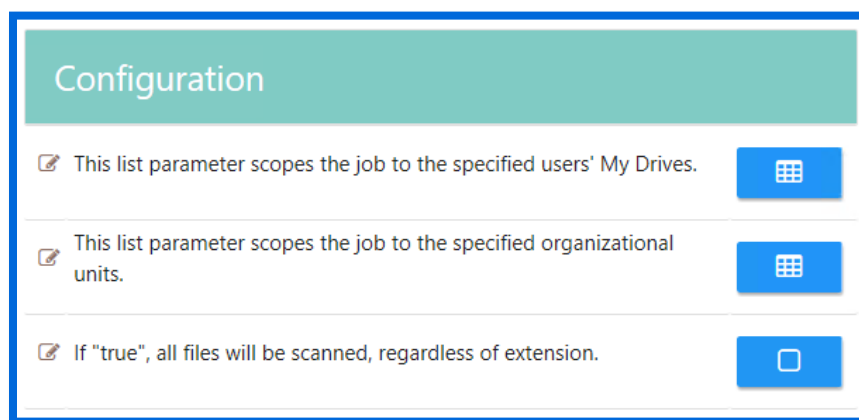 Configuration
This list parameter scopes the job to the specified users' My Drives.
This list parameter scopes the job to the specified organizational
units.
If "true", all files will be scanned, regardless of extension.